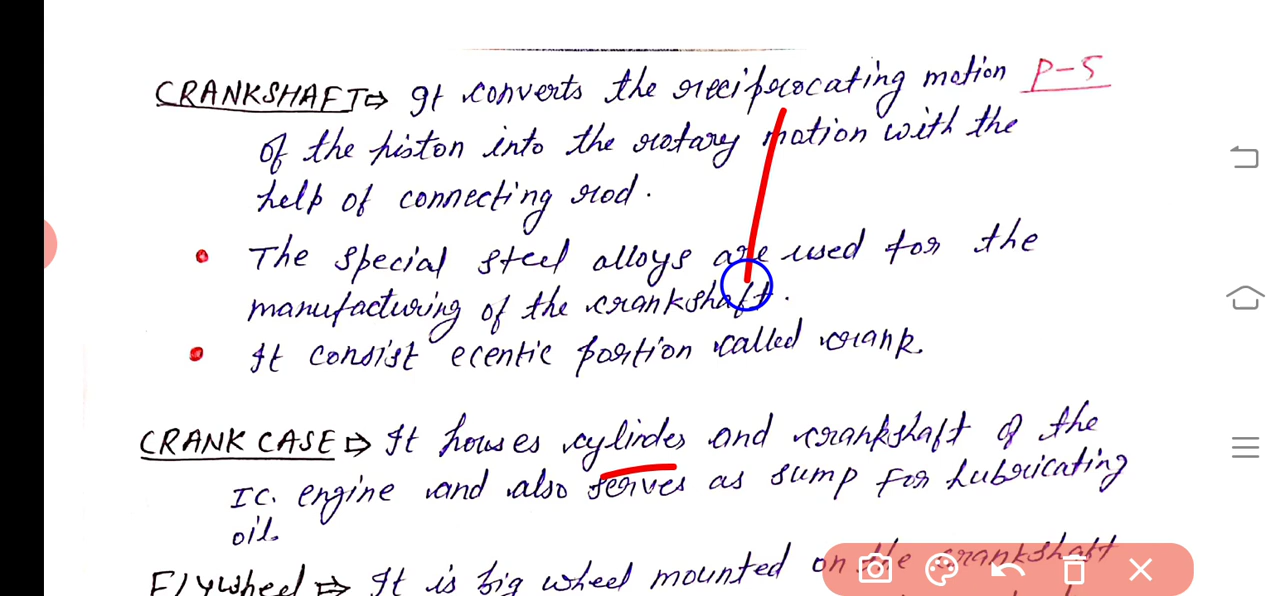 CRANKSHAFT⇒ It converts the reciprocating motion P-5
of the piston into the rotary motion with the
help of connecting rod.
• The special steel alloys are used for the
manufacturing of the crankshaft.
• It consist ecentic portion called crank.
CRANK CASE⇒ It houses cylinder and crankshaft of the
I.C. engine and also serves as sump for Lubricating
oil.
Flywheel ⇒ It is big wheel mounted on the crankshaft